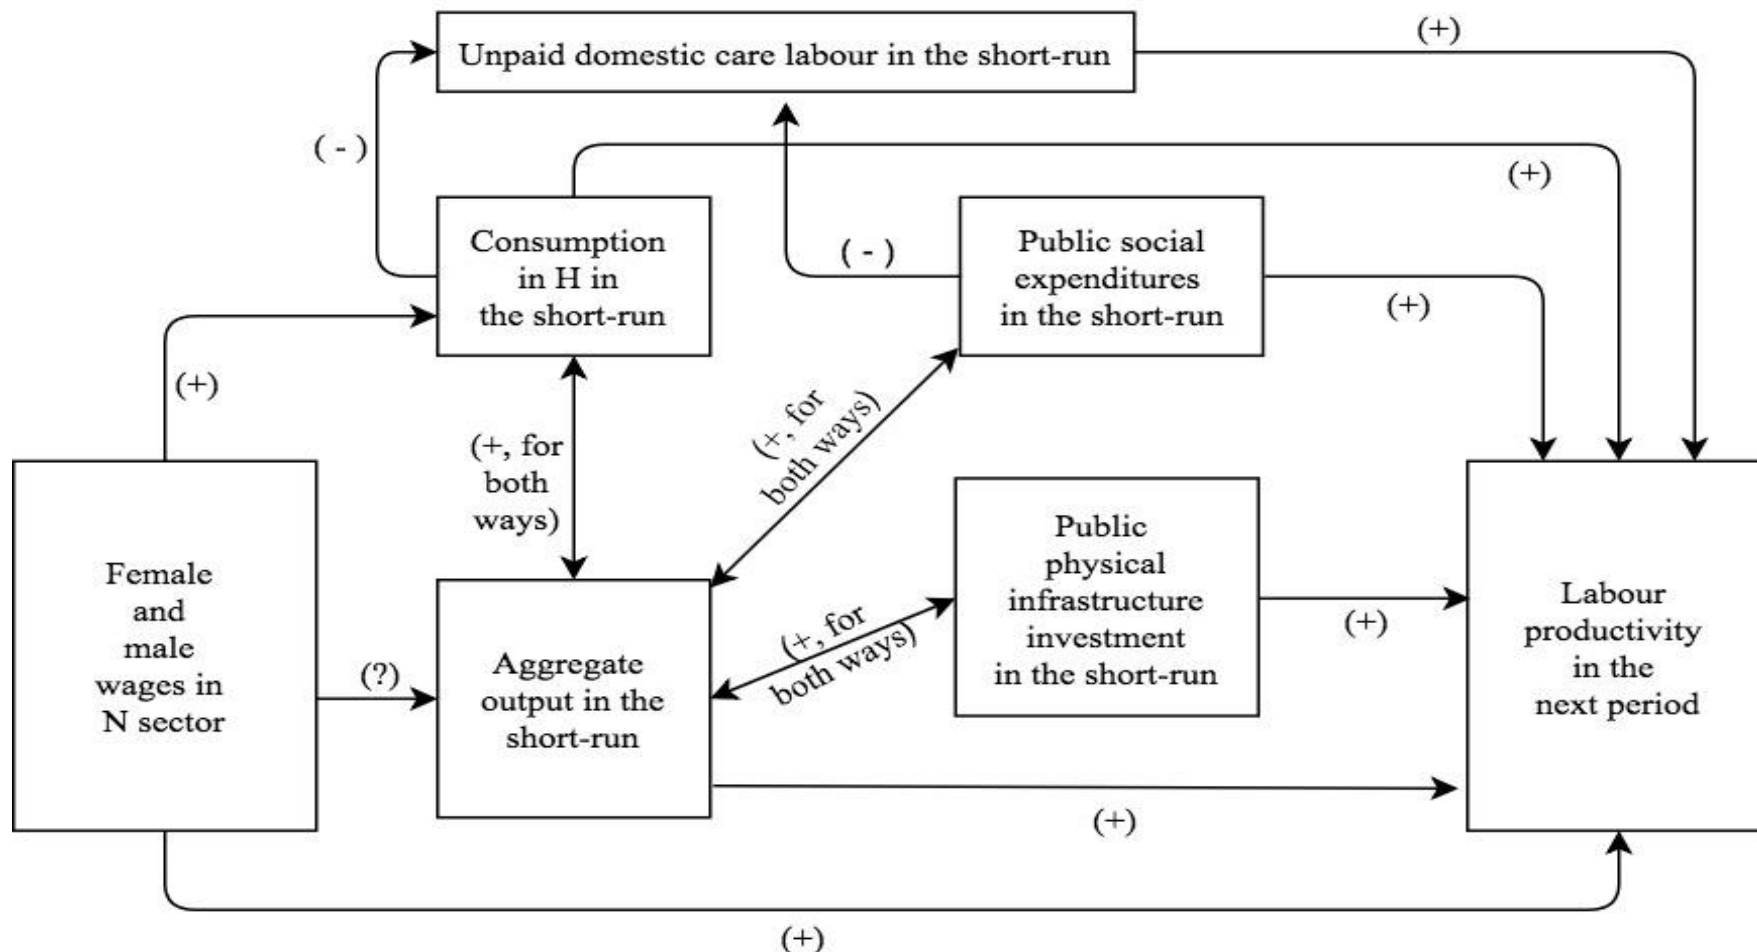 Unpaid domestic care labour in the short-run
(+)
( - )
(+)
Consumption
in H in
the short-run
( - )
Public social
expenditures
in the short-run
(+)
(+)
(+, for
both
ways)
(+, for
both ways)
Female
and
male
wages in
N sector
(?)
Aggregate
output in the
short-run
(+, for
both ways)
Public
physical
infrastructure
investment
in the short-run
(+)
Labour
productivity
in the
next period
(+)
(+)